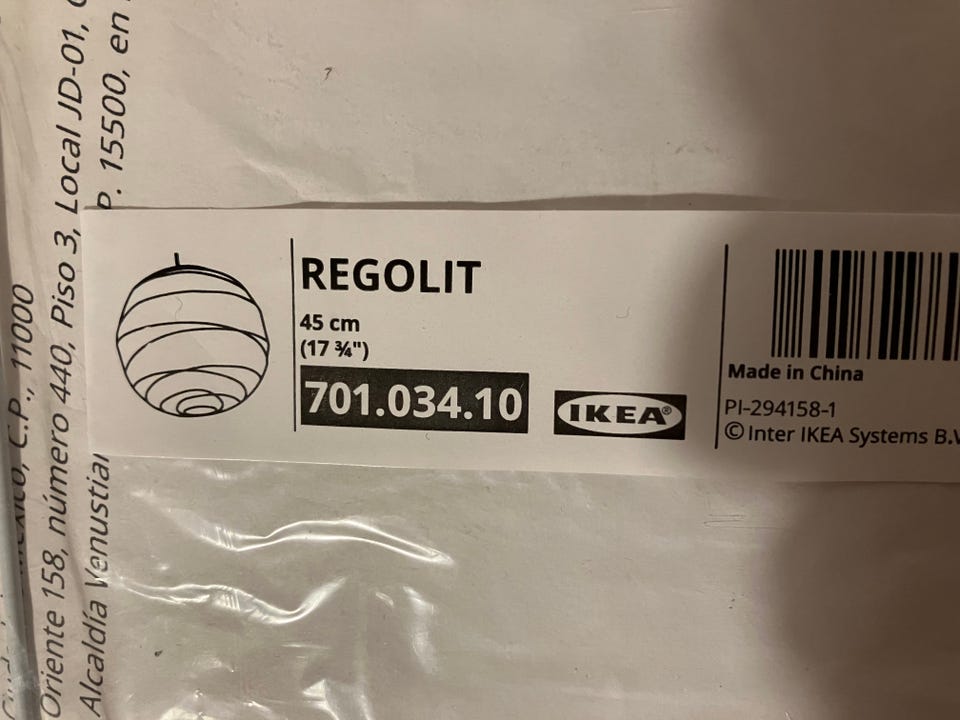 REGOLIT
45 cm
(17 ¾")
701.034.10
IKEA®
Made in China
PI-294158-1
© Inter IKEA Systems B.V
C.P., 11000
Oriente 158, número 440, Piso 3, Local JD-01,
Alcaldía Venustia
P. 15500, en